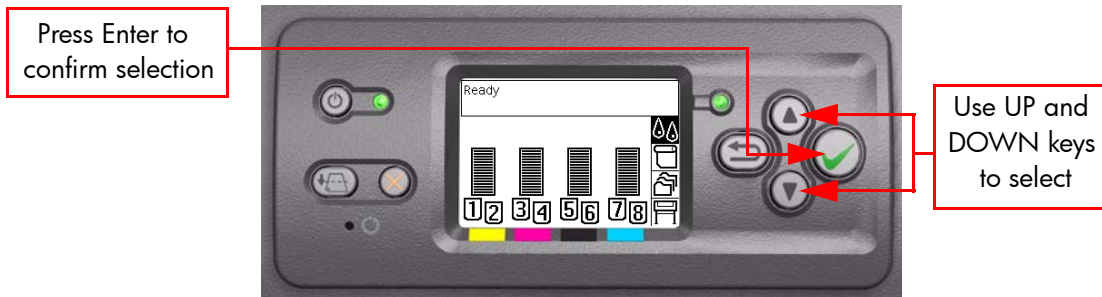 Press Enter to
confirm selection
Ready
1 2 3 4 5 6 7 8
Use UP and
DOWN keys
to select